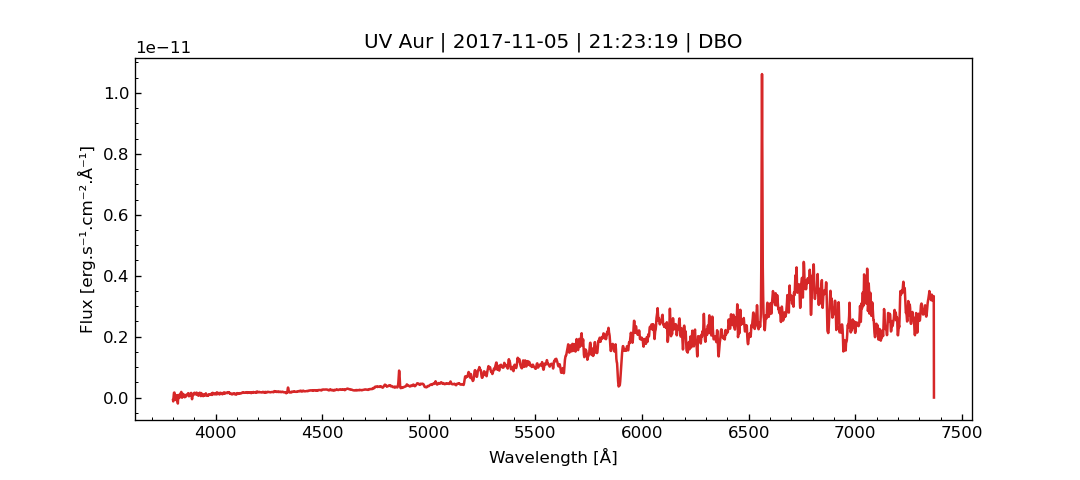 UV Aur | 2017-11-05 | 21:23:19 | DBO
1e−11
1.0
0.8
0.6
0.4
0.2
0.0
Flux [erg.s⁻¹.cm⁻².Å⁻¹]
4000 4500 5000 5500 6000 6500 7000 7500
Wavelength [Å]